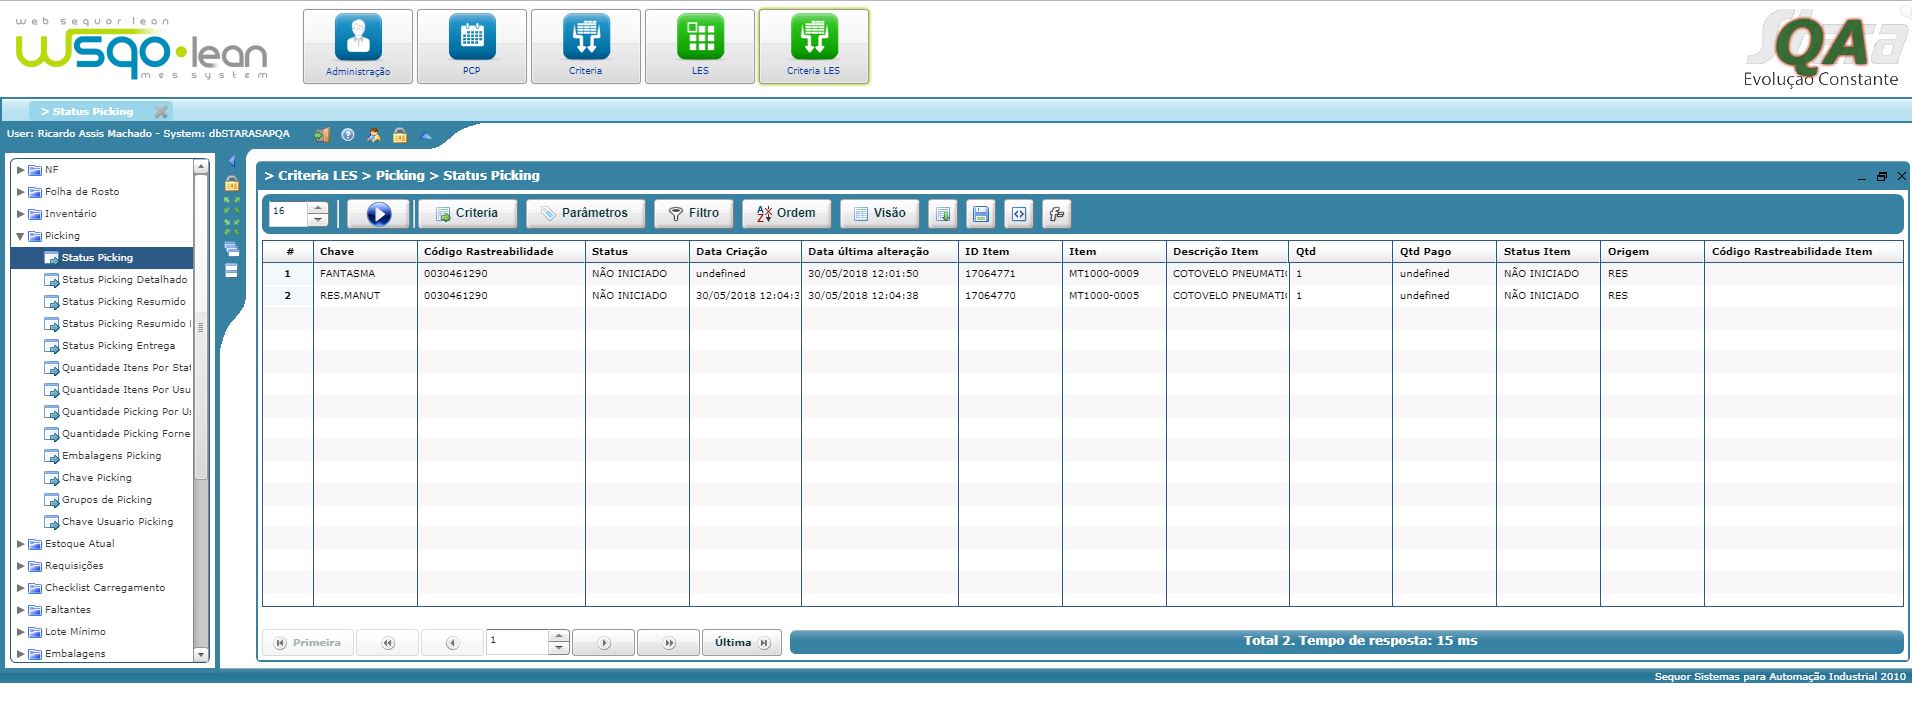 web sequor lean
wsqo•lean
mes system
Administração
PCP
Criteria
LES
Criteria LES
QA
Evolução Constante
> Status Picking
User: Ricardo Assis Machado - System: dbSTARASAPQA
NF
Folha de Rosto
Inventário
Picking
Status Picking
Status Picking Detalhado
Status Picking Resumido
Status Picking Resumido
Status Picking Entrega
Quantidade Itens Por Stat
Quantidade Itens Por Usu
Quantidade Picking Por Us
Quantidade Picking Forne
Embalagens Picking
Chave Picking
Grupos de Picking
Chave Usuario Picking
Estoque Atual
Requisições
Checklist Carregamento
Faltantes
Lote Mínimo
Embalagens
> Criteria LES > Picking > Status Picking
16 Criteria Parâmetros Filtro Ordem Visão
# Chave Código Rastreabilidade Status Data Criação Data última alteração ID Item Item Descrição Item Qtd Qtd Pago Status Item Origem Código Rastreabilidade Item
1 FANTASMA 0030461290 NÃO INICIADO undefined 30/05/2018 12:01:50 17064771 MT1000-0009 COTOVELO PNEUMATI 1 undefined NÃO INICIADO RES
2 RES.MANUT 0030461290 NÃO INICIADO 30/05/2018 12:04:3 30/05/2018 12:04:38 17064770 MT1000-0005 COTOVELO PNEUMATI 1 undefined NÃO INICIADO RES
Primeira 1 Última Total 2. Tempo de resposta: 15 ms
Sequor Sistemas para Automação Industrial 2010